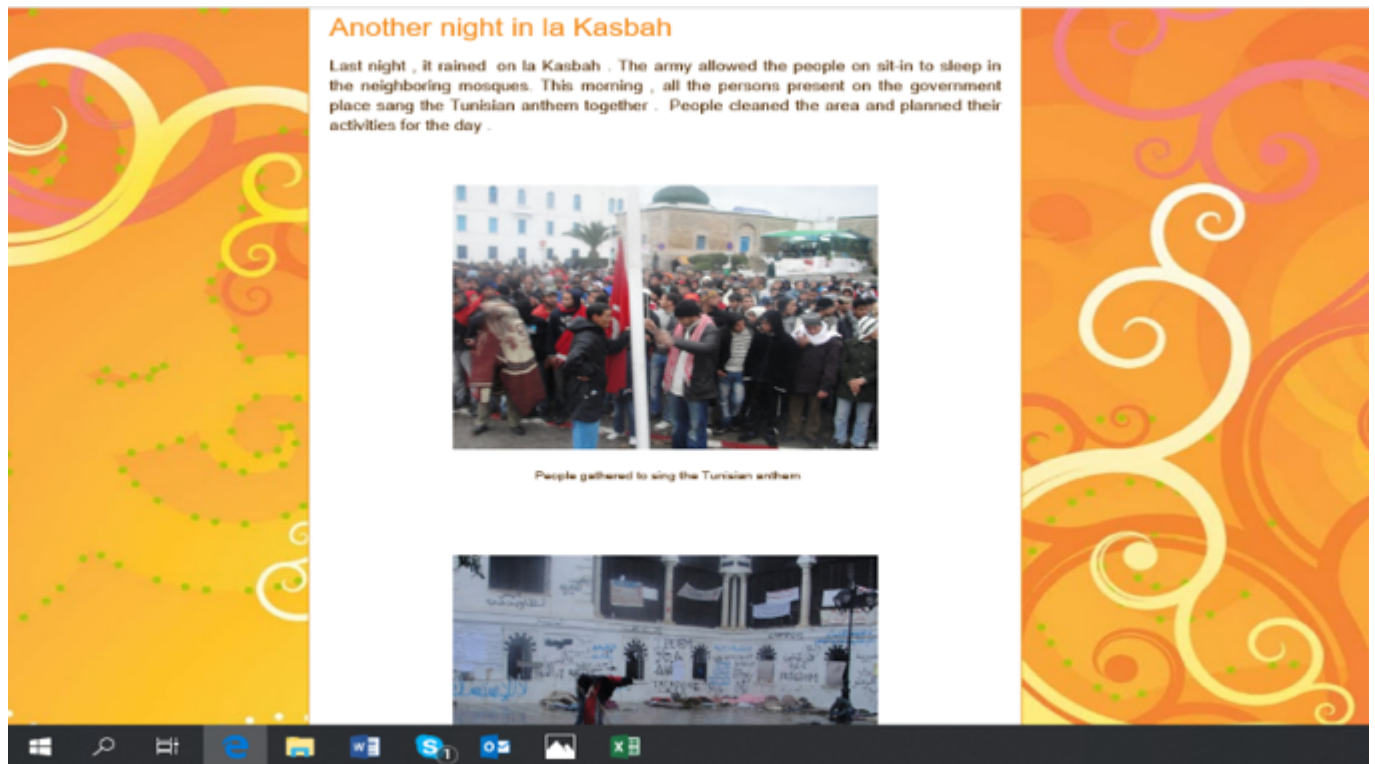 Another night in la Kasbah
Last night , it rained on la Kasbah . The army allowed the people on sit-in to sleep in
the neighboring mosques. This morning , all the persons present on the government
place sang the Tunisian anthem together . People cleaned the area and planned their
activities for the day .
People gathered to sing the Tunisian anthem